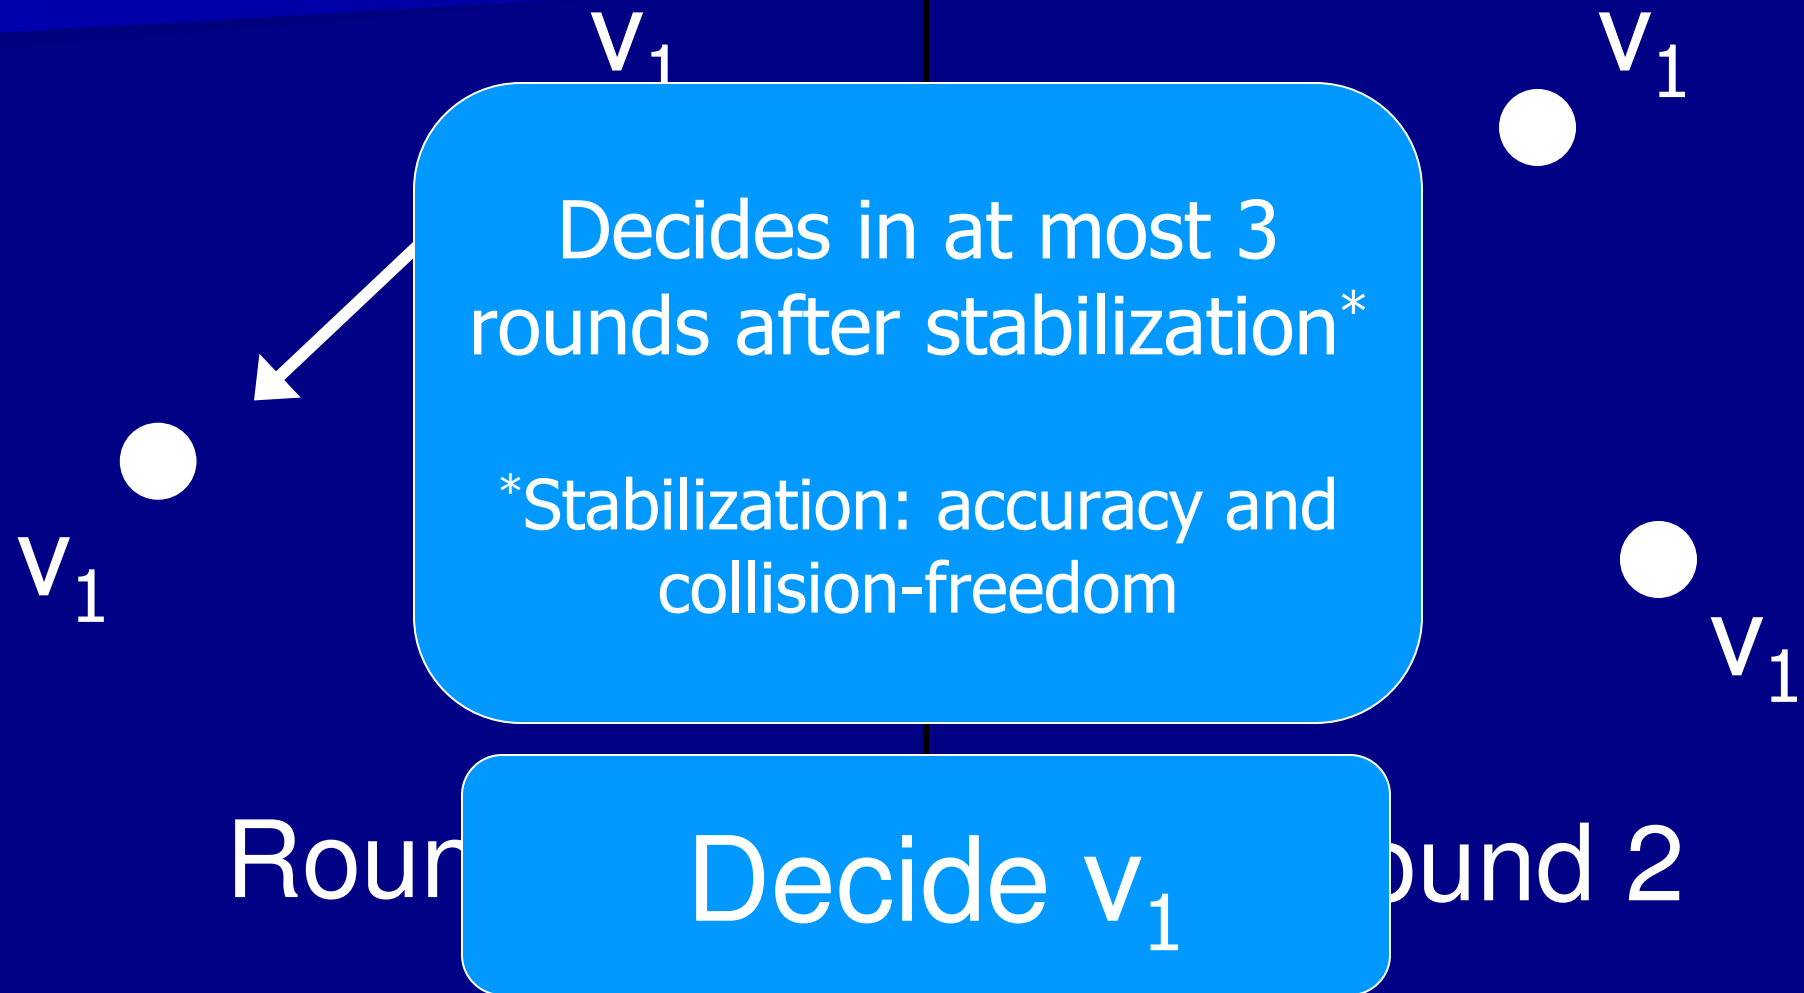 v₁
v₁
Decides in at most 3
rounds after stabilization*
*Stabilization: accuracy and
collision-freedom
v₁
v₁
Decide v₁
2